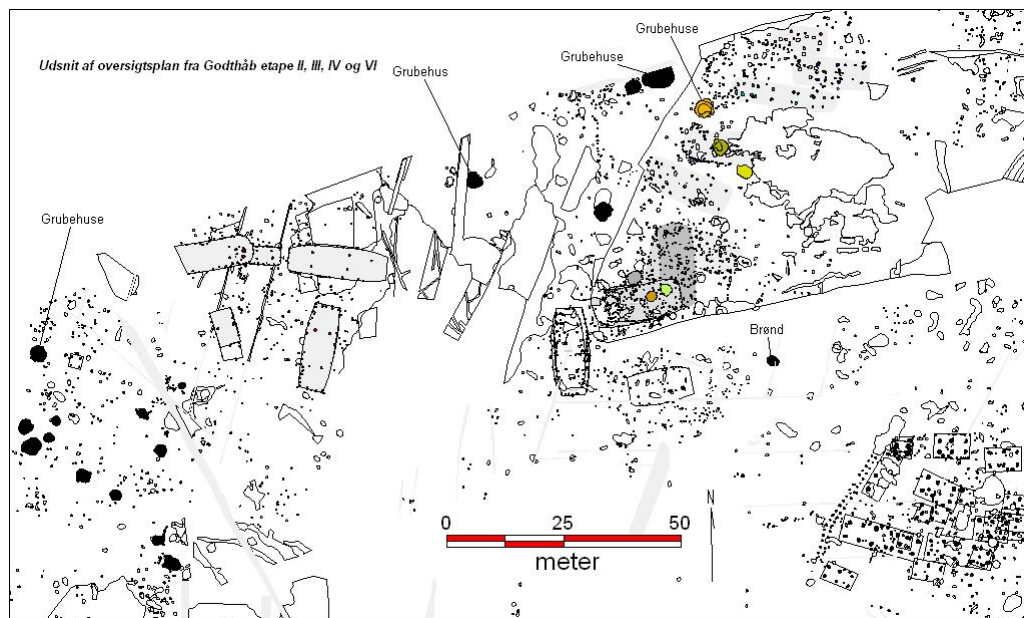 Grubehuse
Udsnit af oversigtsplan fra Godthåb etape II, III, IV og VI
Grubehuse
Grubehus
Grubehuse
Brønd
N
0 25 50
meter